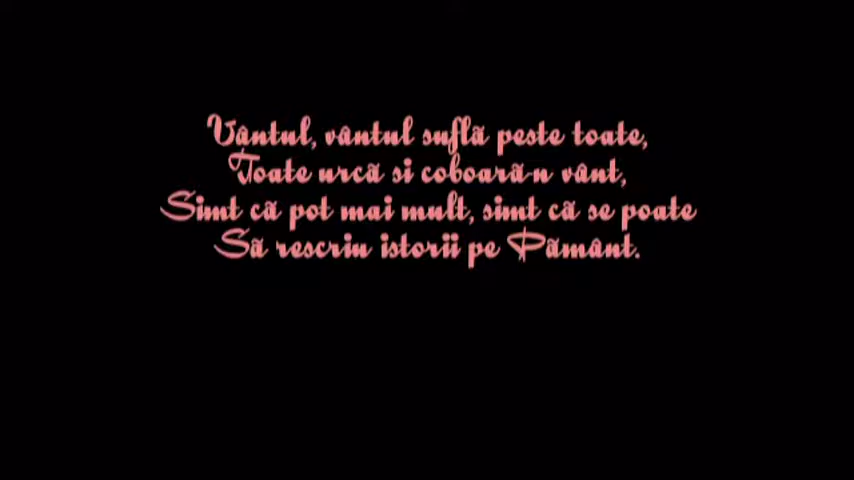 Vântul, vântul suflă peste toate,
Toate urcă si coboară-n vânt,
Simt că pot mai mult, simt că se poate
Să rescriu istorii pe Pământ.